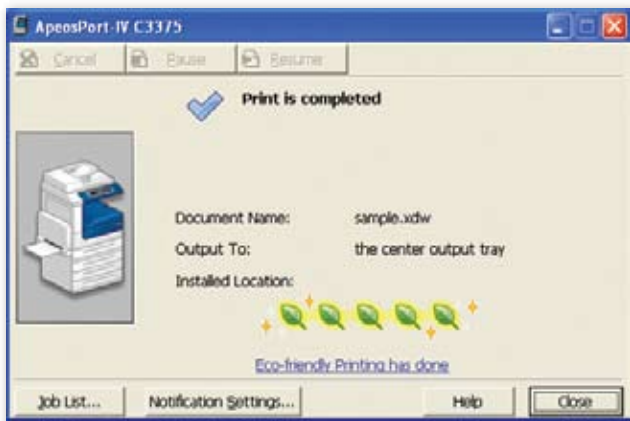 ApeosPort-IV C3375
Cancel Pause Resume
Print is completed
Document Name: sample.xdw
Output To: the center output tray
Installed Location:
Eco-friendly Printing has done
Job List... Notification Settings... Help Close